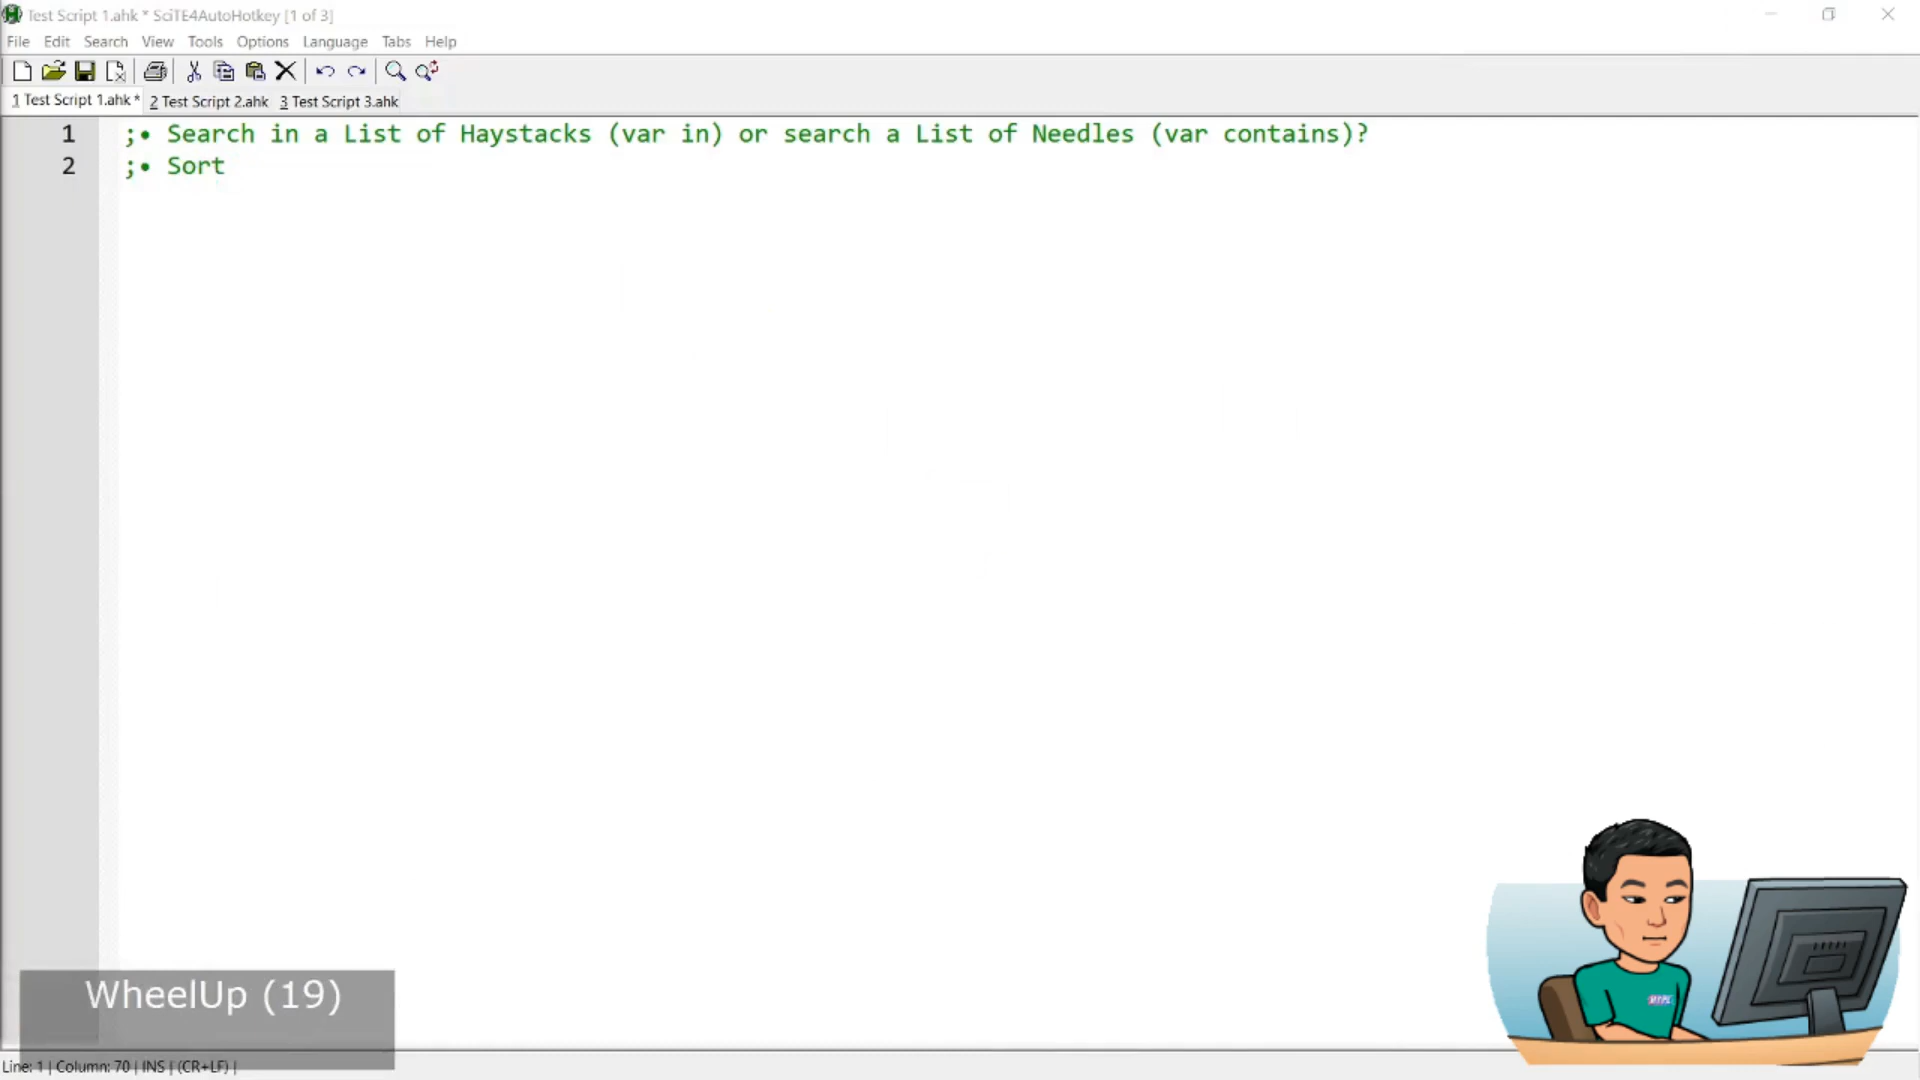 Test Script 1.ahk * SciTE4AutoHotkey [1 of 3]
File Edit Search View Tools Options Language Tabs Help
1 Test Script 1.ahk * 2 Test Script 2.ahk 3 Test Script 3.ahk
1 ;• Search in a List of Haystacks (var in) or search a List of Needles (var contains)?
2 ;• Sort
WheelUp (19)
Line: 1 | Column: 70 | INS | (CR+LF) |